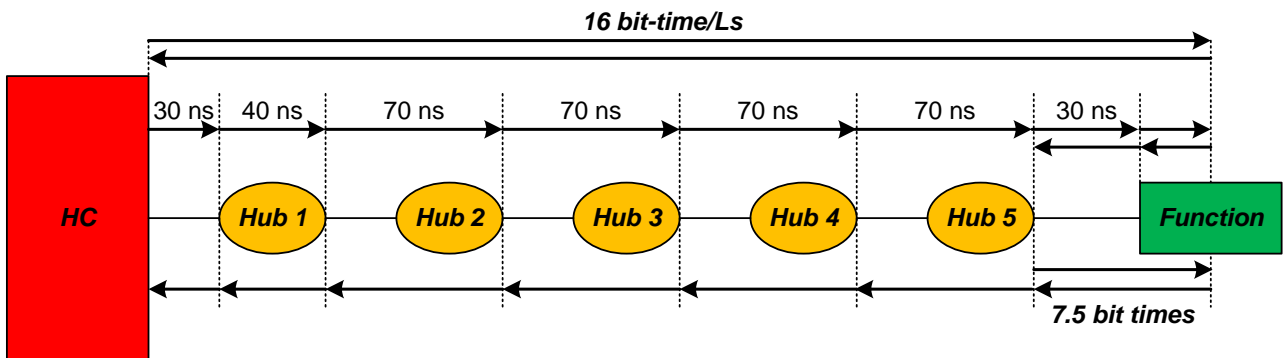 16 bit-time/Ls
30 ns 40 ns 70 ns 70 ns 70 ns 70 ns 30 ns
HC Hub 1 Hub 2 Hub 3 Hub 4 Hub 5 Function
7.5 bit times